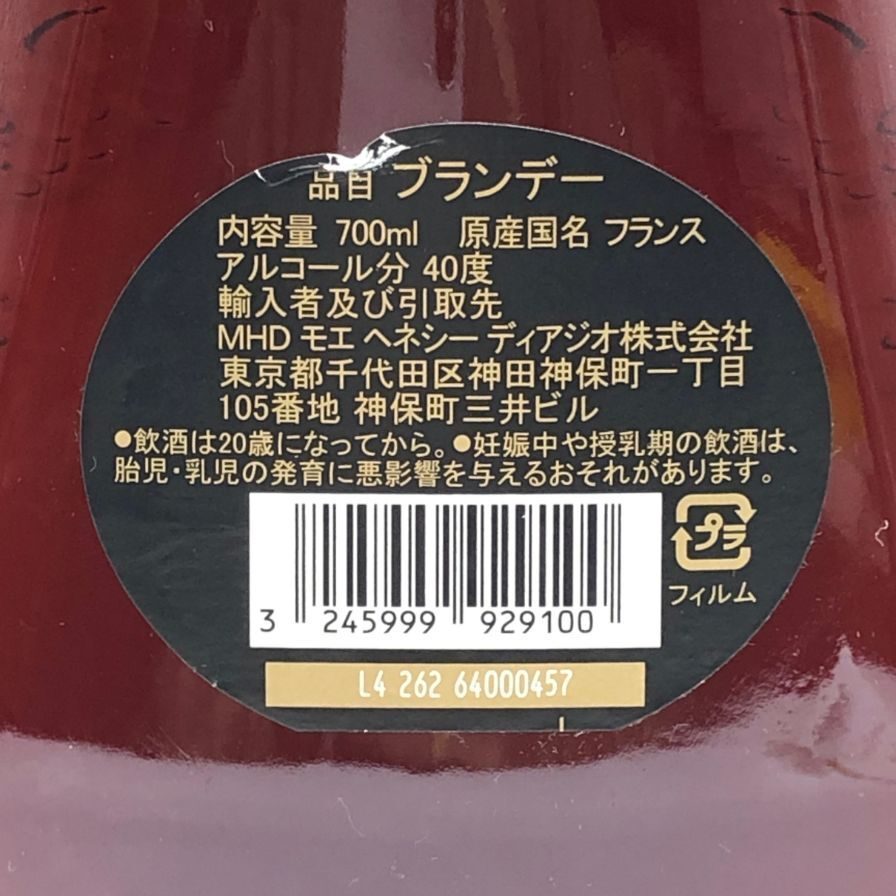 品目 ブランデー
内容量 700ml 原産国名 フランス
アルコール分 40度
輸入者及び引取先
MHD モエ ヘネシー ディアジオ株式会社
東京都千代田区神田神保町一丁目
105番地 神保町三井ビル
●飲酒は20歳になってから。●妊娠中や授乳期の飲酒は、
胎児・乳児の発育に悪影響を与えるおそれがあります。
プラ
フィルム
3 245999 929100
L4 262 64000457